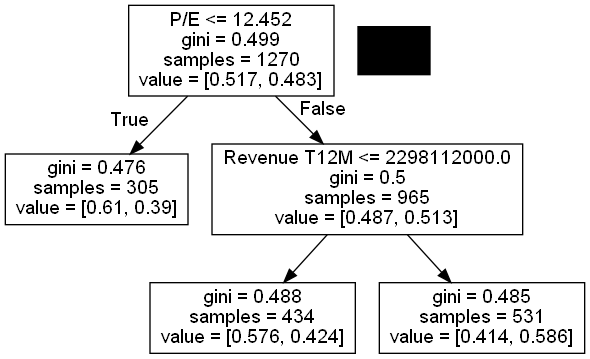 P/E <= 12.452
gini = 0.499
samples = 1270
value = [0.517, 0.483]
True
False
gini = 0.476
samples = 305
value = [0.61, 0.39]
Revenue T12M <= 2298112000.0
gini = 0.5
samples = 965
value = [0.487, 0.513]
gini = 0.488
samples = 434
value = [0.576, 0.424]
gini = 0.485
samples = 531
value = [0.414, 0.586]